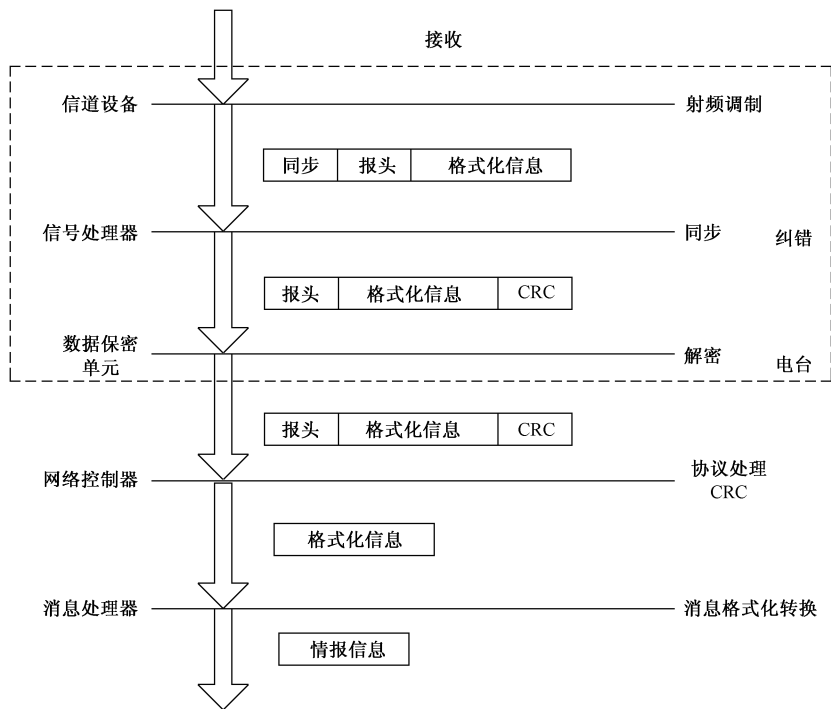 接收
信道设备
射频调制
同步 报头 格式化信息
信号处理器
同步
纠错
报头 格式化信息 CRC
数据保密
单元
解密
电台
报头 格式化信息 CRC
网络控制器
协议处理
CRC
格式化信息
消息处理器
消息格式化转换
情报信息